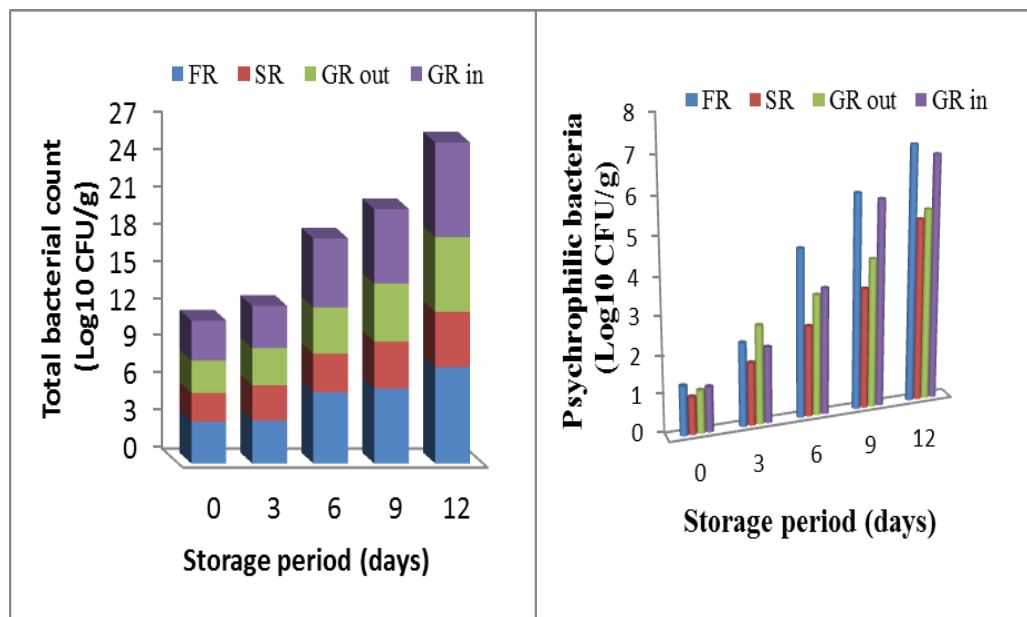 FR SR GR out GR in
Total bacterial count
(Log10 CFU/g)
27
24
21
18
15
12
9
6
3
0
0 3 6 9 12
Storage period (days)
FR SR GR out GR in
Psychrophilic bacteria
(Log10 CFU/g)
8
7
6
5
4
3
2
1
0
0 3 6 9 12
Storage period (days)